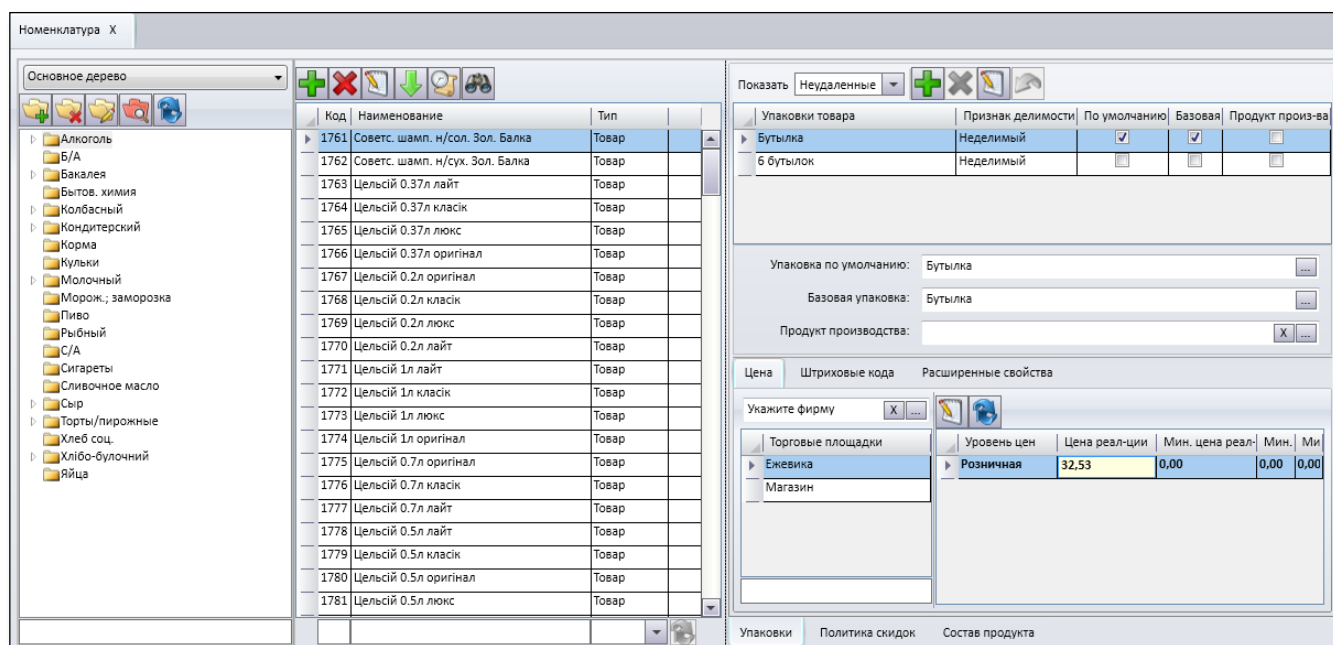 Номенклатура X
Основное дерево
Алкоголь
Б/А
Бакалея
Бытов. химия
Колбасный
Кондитерский
Корма
Кульки
Молочный
Морож.; заморозка
Пиво
Рыбный
С/А
Сигареты
Сливочное масло
Сыр
Торты/пирожные
Хлеб соц.
Хлібо-булочний
Яйца
Код Наименование Тип
1761 Советс. шамп. н/сол. Зол. Балка Товар
1762 Советс. шамп. н/сух. Зол. Балка Товар
1763 Цельсій 0.37л лайт Товар
1764 Цельсій 0.37л класік Товар
1765 Цельсій 0.37л люкс Товар
1766 Цельсій 0.37л оригінал Товар
1767 Цельсій 0.2л оригінал Товар
1768 Цельсій 0.2л класік Товар
1769 Цельсій 0.2л люкс Товар
1770 Цельсій 0.2л лайт Товар
1771 Цельсій 1л лайт Товар
1772 Цельсій 1л класік Товар
1773 Цельсій 1л люкс Товар
1774 Цельсій 1л оригінал Товар
1775 Цельсій 0.7л оригінал Товар
1776 Цельсій 0.7л класік Товар
1777 Цельсій 0.7л лайт Товар
1778 Цельсій 0.5л лайт Товар
1779 Цельсій 0.5л класік Товар
1780 Цельсій 0.5л оригінал Товар
1781 Цельсій 0.5л люкс Товар
Показать Неудаленные
Упаковки товара Признак делимости По умолчанию Базовая Продукт произ-ва
Бутылка Неделимый
6 бутылок Неделимый
Упаковка по умолчанию: Бутылка ...
Базовая упаковка: Бутылка ...
Продукт производства: X ...
Цена Штриховые кода Расширенные свойства
Укажите фирму X ...
Торговые площадки
Ежевика
Магазин
Уровень цен Цена реал-ции Мин. цена реал- Мин. Ми
Розничная 32,53 0,00 0,00 0,00
Упаковки Политика скидок Состав продукта